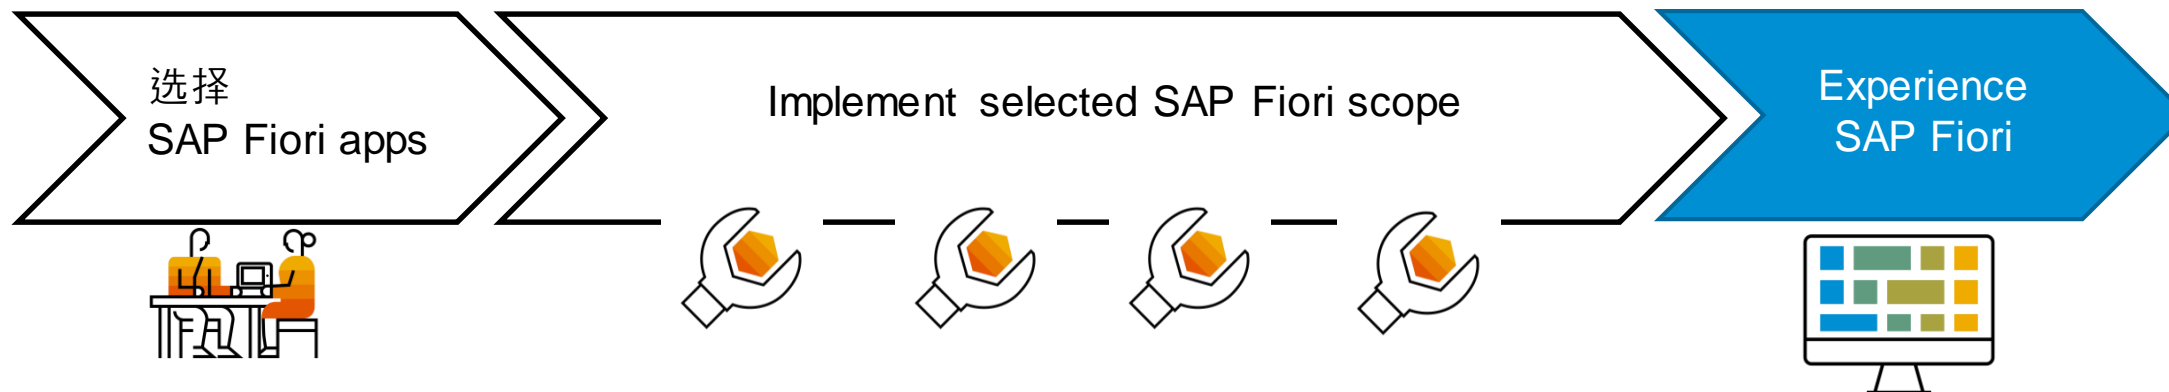 选择
SAP Fiori apps
Implement selected SAP Fiori scope
Experience
SAP Fiori